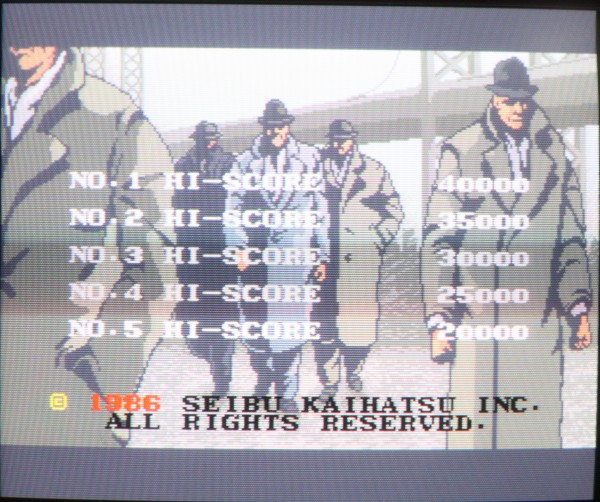 NO.1 HI-SCORE 40000
NO.2 HI-SCORE 35000
NO.3 HI-SCORE 30000
NO.4 HI-SCORE 25000
NO.5 HI-SCORE 20000
© 1986 SEIBU KAIHATSU INC.
ALL RIGHTS RESERVED.